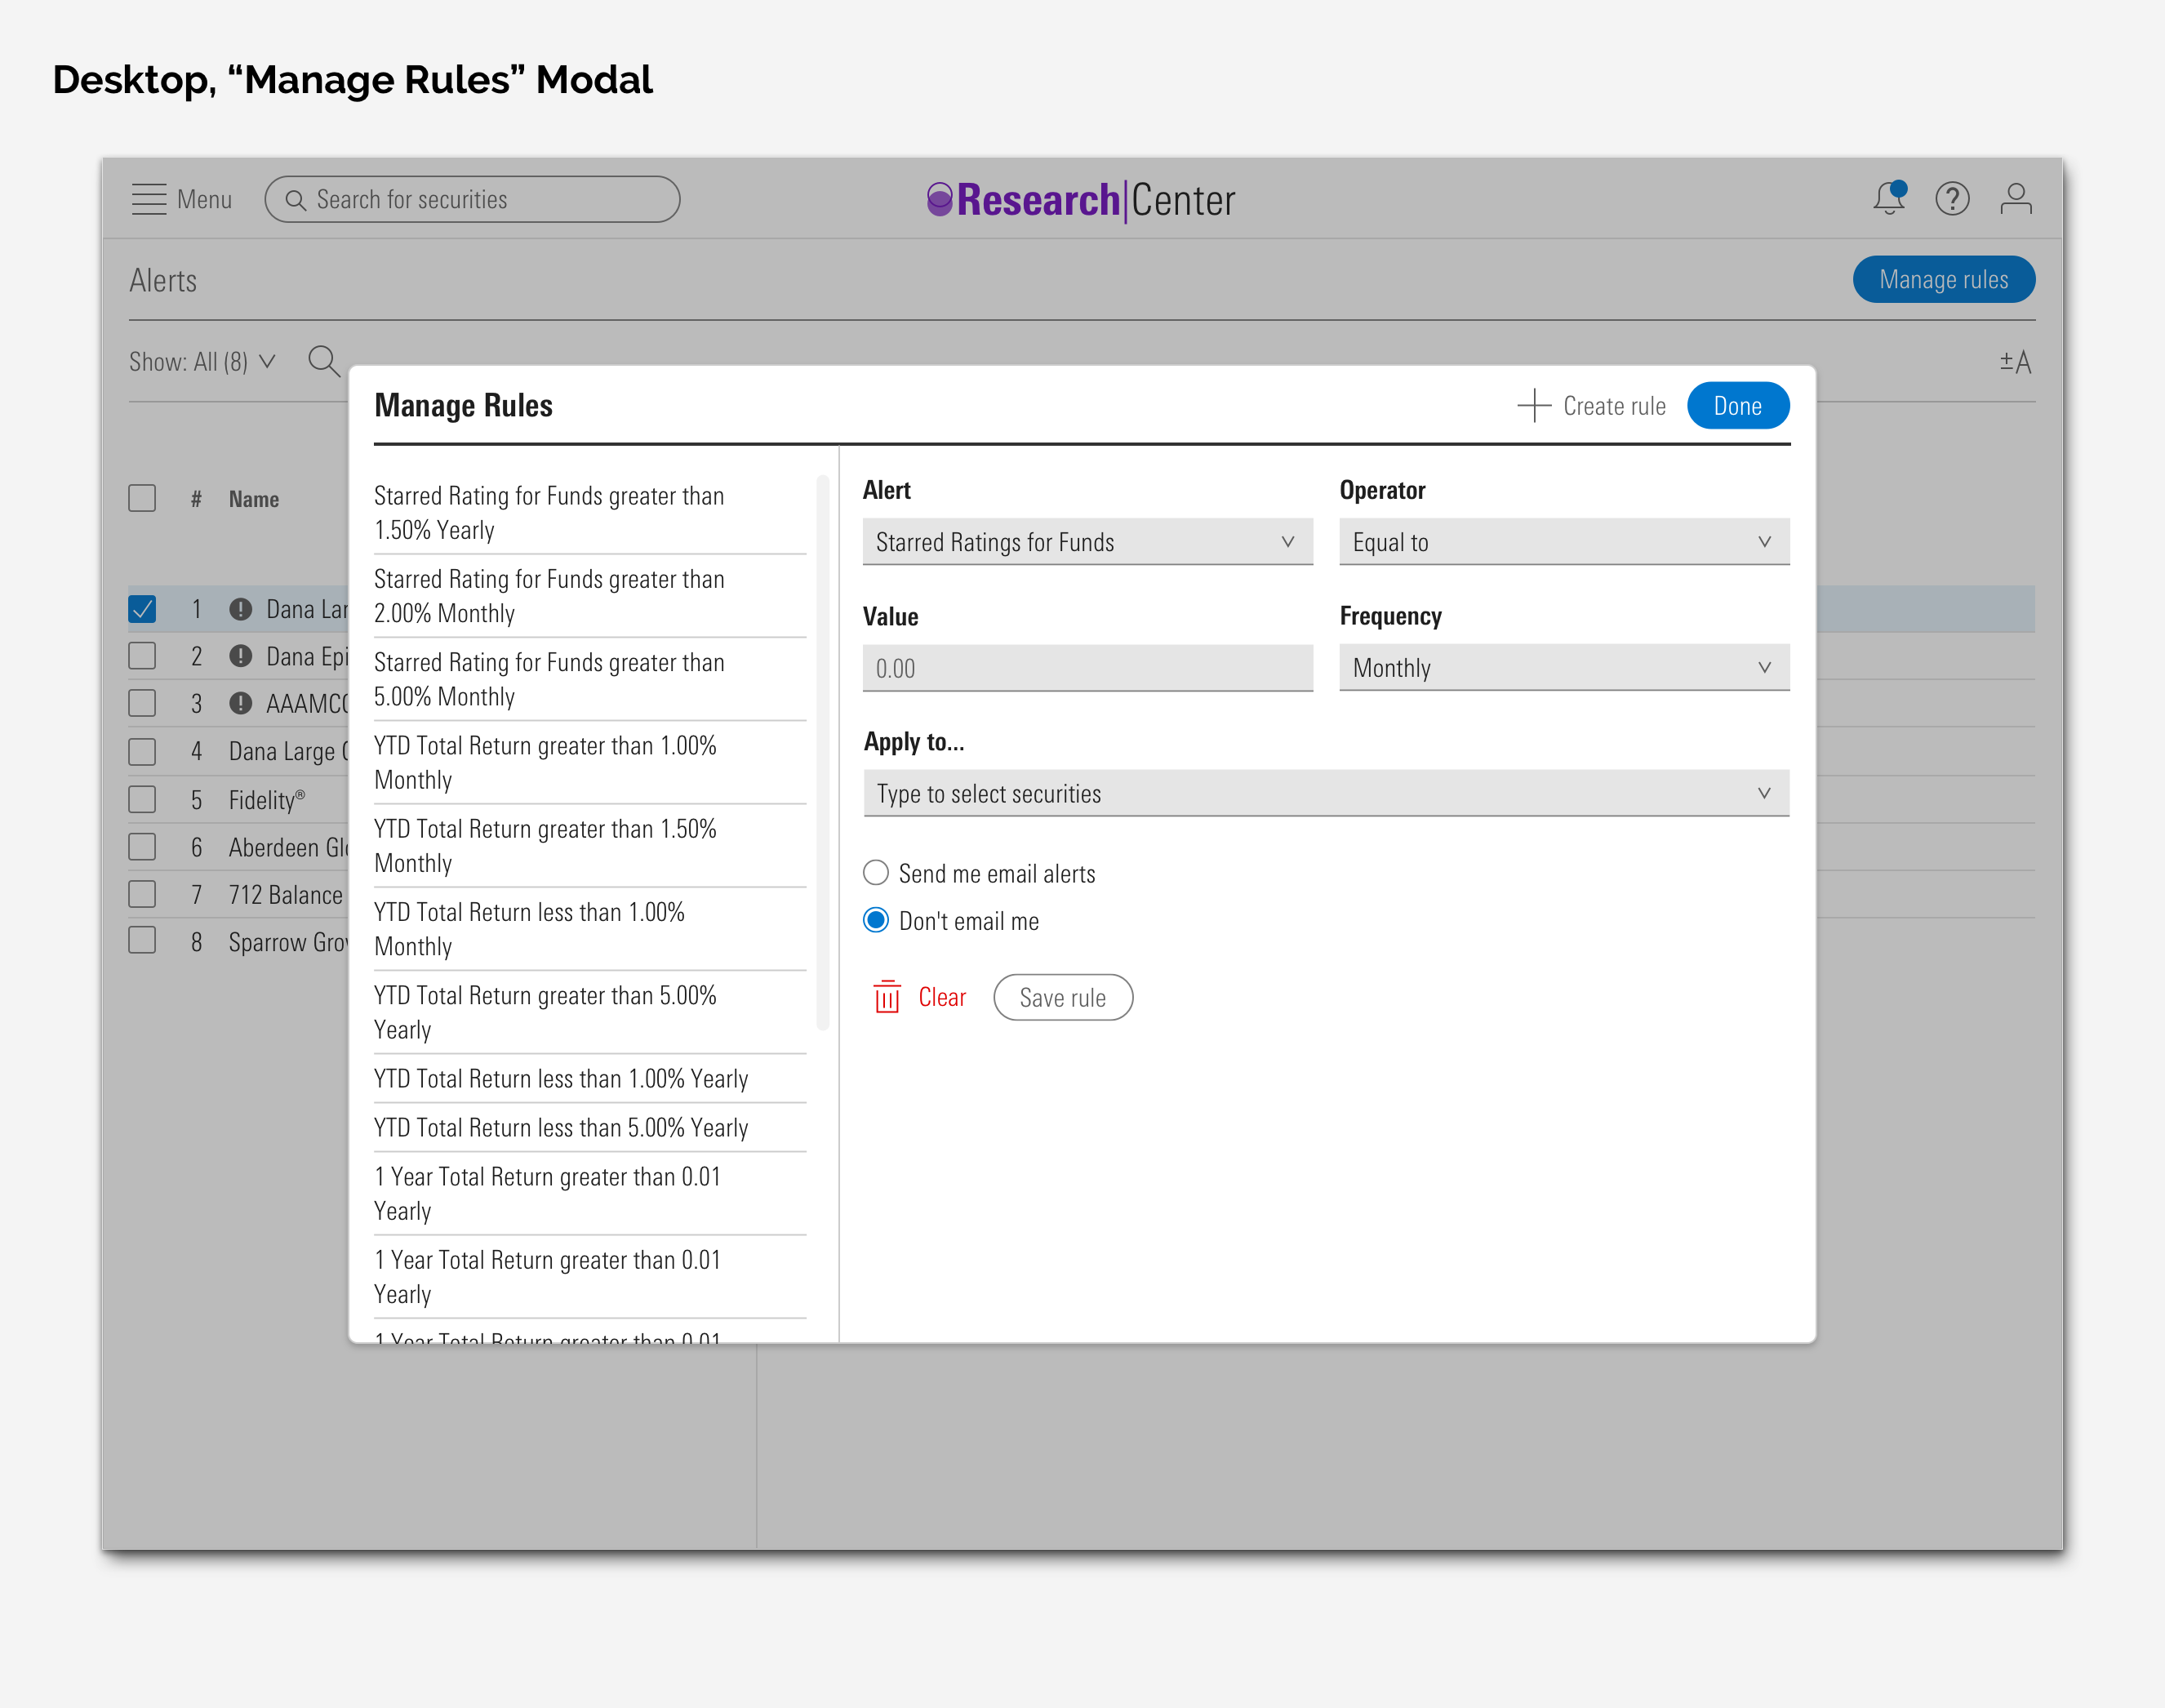 Desktop, “Manage Rules” Modal
Menu
Search for securities
Research|Center
?
Alerts
Manage rules
Show: All (8)
±A
Manage Rules
Create rule
Done
# Name
1 Dana Lar
2 Dana Epi
3 AAAMCO
4 Dana Large
5 Fidelity®
6 Aberdeen Glo
7 712 Balance
8 Sparrow Gro
Starred Rating for Funds greater than
1.50% Yearly
Starred Rating for Funds greater than
2.00% Monthly
Starred Rating for Funds greater than
5.00% Monthly
YTD Total Return greater than 1.00%
Monthly
YTD Total Return greater than 1.50%
Monthly
YTD Total Return less than 1.00%
Monthly
YTD Total Return greater than 5.00%
Yearly
YTD Total Return less than 1.00% Yearly
YTD Total Return less than 5.00% Yearly
1 Year Total Return greater than 0.01
Yearly
1 Year Total Return greater than 0.01
Yearly
1 Year Total Return greater than 0.01
Alert
Starred Ratings for Funds
Operator
Equal to
Value
0.00
Frequency
Monthly
Apply to...
Type to select securities
Send me email alerts
Don't email me
Clear
Save rule